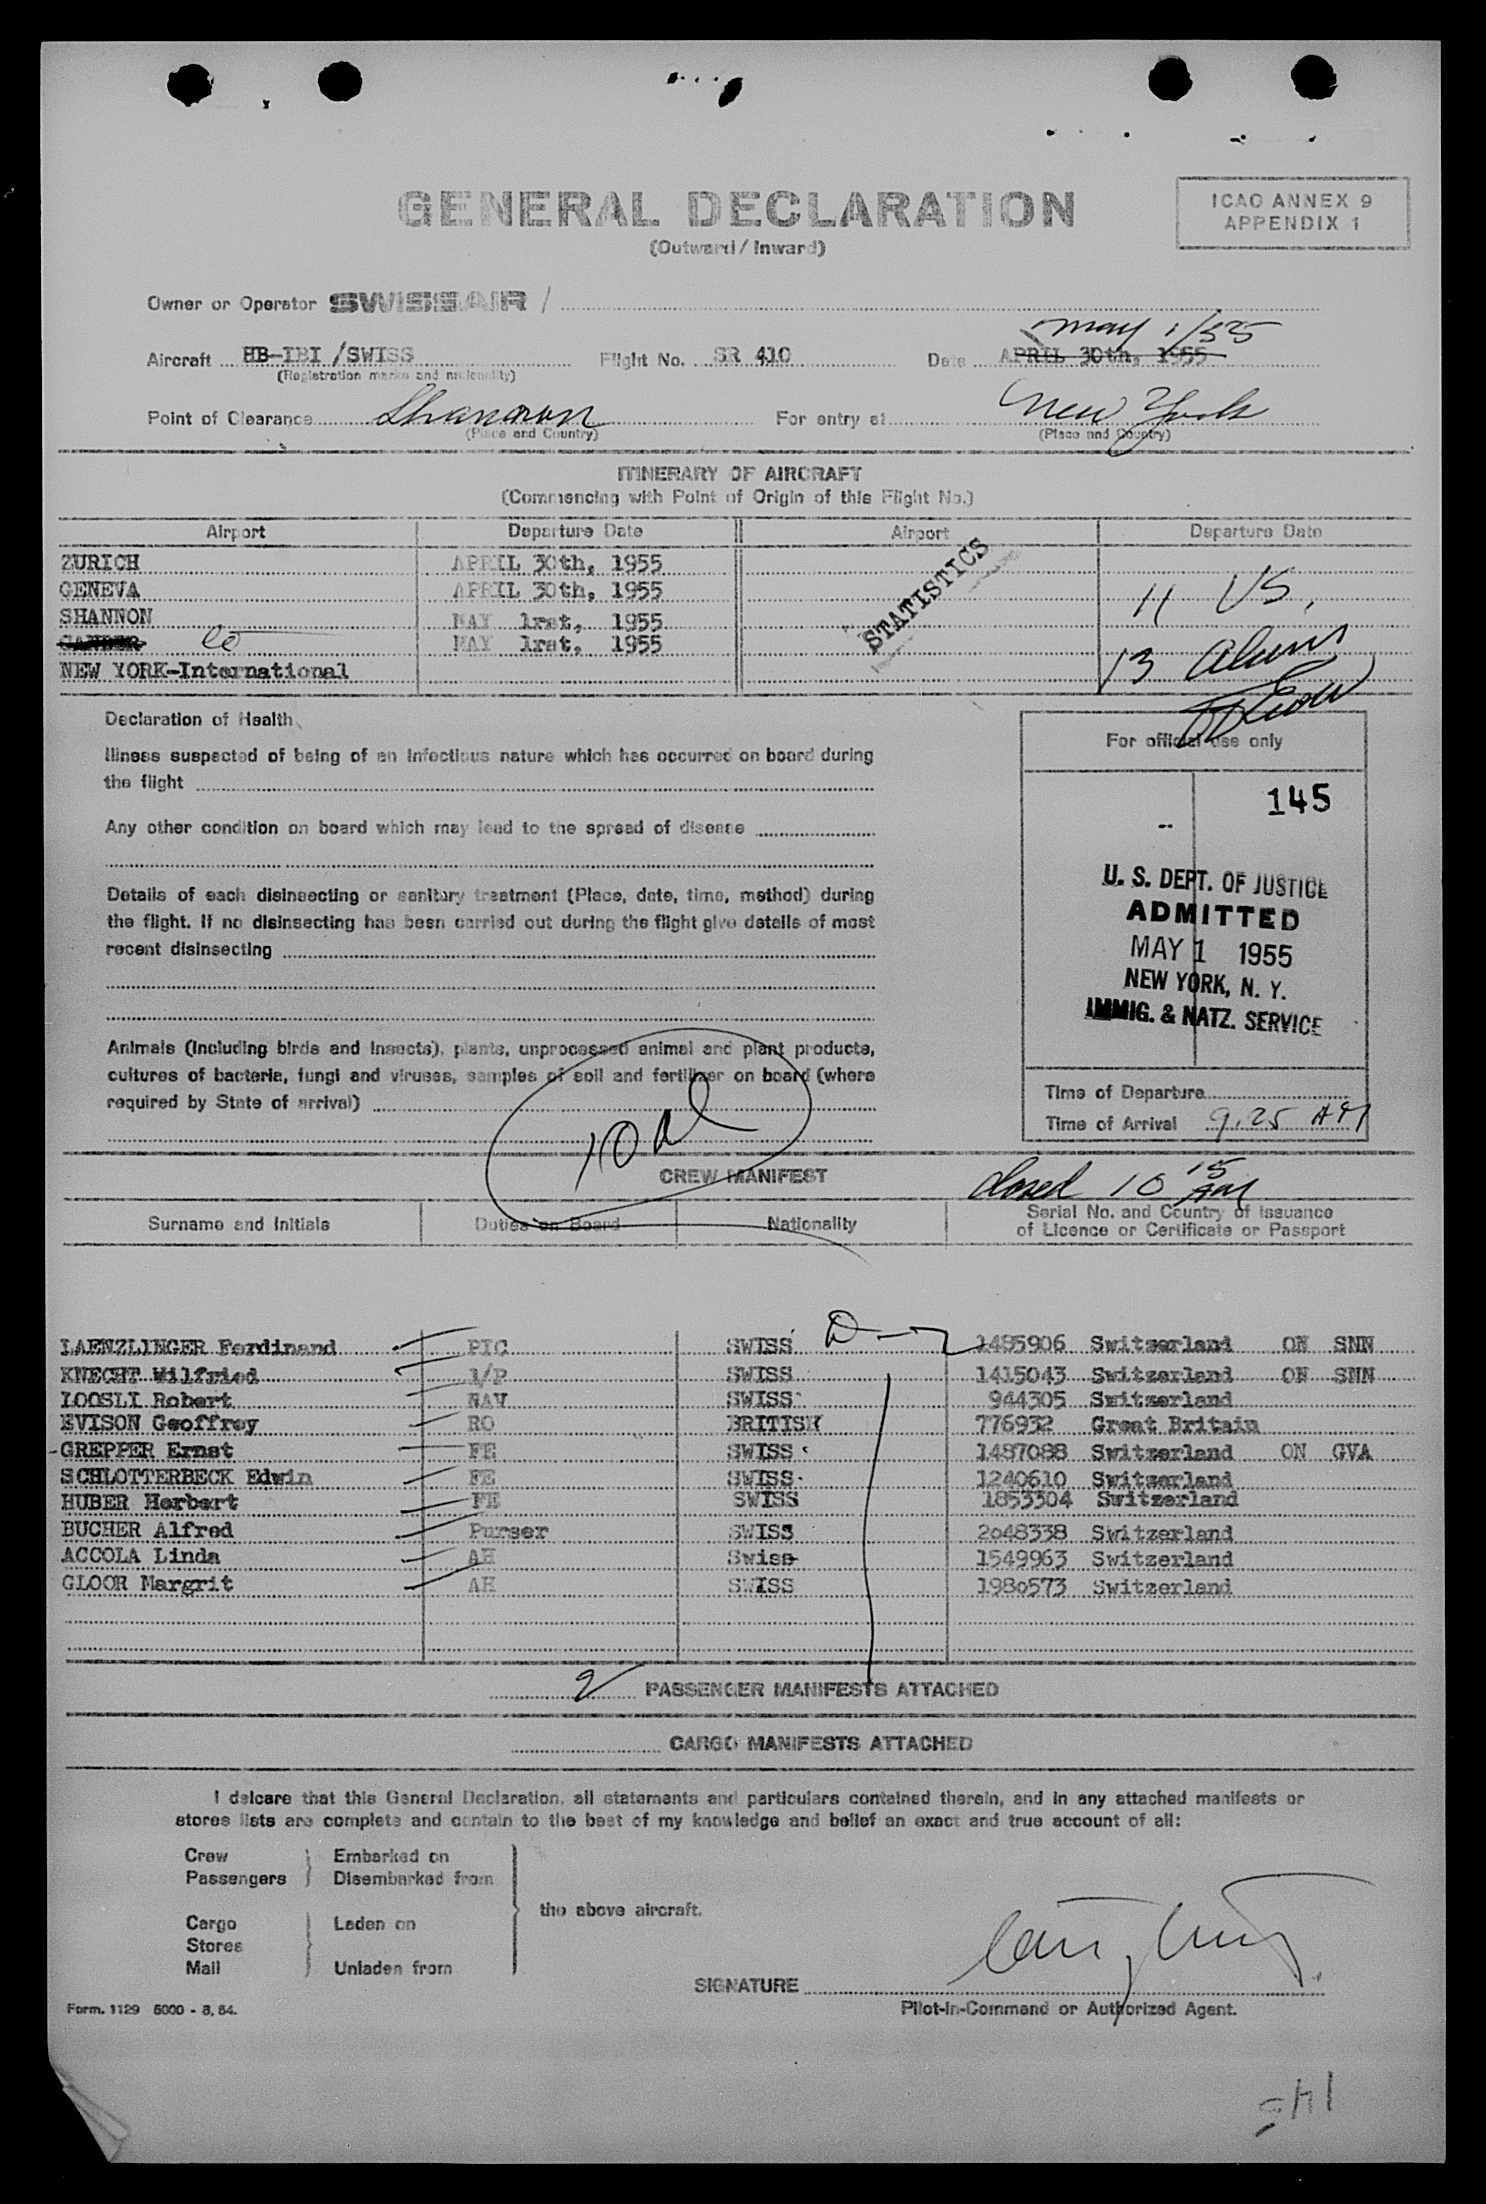 GENERAL DECLARATION
(Outward / Inward)
ICAO ANNEX 9
APPENDIX 1
Owner or Operator SWISSAIR /
May 1/55
Aircraft HB-IBI /SWISS Flight No. SR 410 Date APRIL 30th, 1955
(Registration marks and nationality)
Point of Clearance Shannon For entry at New York
(Place and Country) (Place and Country)
ITINERARY OF AIRCRAFT
(Commencing with Point of Origin of this Flight No.)
Airport Departure Date Airport Departure Date
ZURICH APRIL 30th, 1955
GENEVA APRIL 30th, 1955
SHANNON MAY 1rst, 1955
GANDER MAY 1rst, 1955
NEW YORK-International
STATISTICS
11 US,
13 aliens
Declaration of Health
Illness suspected of being of an infectious nature which has occurred on board during
the flight
Any other condition on board which may lead to the spread of disease
Details of each disinsecting or sanitary treatment (Place, date, time, method) during
the flight. If no disinsecting has been carried out during the flight give details of most
recent disinsecting
Animals (including birds and insects), plants, unprocessed animal and plant products,
cultures of bacteria, fungi and viruses, samples of soil and fertilizer on board (where
required by State of arrival)
For official use only
145
U. S. DEPT. OF JUSTICE
ADMITTED
MAY 1 1955
NEW YORK, N. Y.
IMMIG. & NATZ. SERVICE
Time of Departure
Time of Arrival 9.25 AM
CREW MANIFEST
closed 10 15 AM
Surname and Initials Duties on Board Nationality Serial No. and Country of Issuance
of Licence or Certificate or Passport
LAENZLINGER Ferdinand PIC SWISS D-2 1485906 Switzerland ON SNN
KNECHT Wilfried 1/P SWISS 1415043 Switzerland ON SNN
LOOSLI Robert NAV SWISS 944305 Switzerland
EVISON Geoffrey RO BRITISH 776932 Great Britain
-GREPPER Ernst FE SWISS 1487088 Switzerland ON GVA
SCHLOTTERBECK Edwin FE SWISS 1240610 Switzerland
HUBER Herbert FE SWISS 1853304 Switzerland
BUCHER Alfred Purser SWISS 2048338 Switzerland
ACCOLA Linda AH Swiss 1549963 Switzerland
GLOOR Margrit AH SWISS 1980573 Switzerland
2 PASSENGER MANIFESTS ATTACHED
CARGO MANIFESTS ATTACHED
I delcare that this General Declaration, all statements and particulars contained therein, and in any attached manifests or
stores lists are complete and contain to the best of my knowledge and belief an exact and true account of all:
Crew Embarked on
Passengers Disembarked from
the above aircraft.
Cargo Laden on
Stores
Mail Unladen from
SIGNATURE
Pilot-in-Command or Authorized Agent.
Form. 1129 5000 - 8. 54.
145